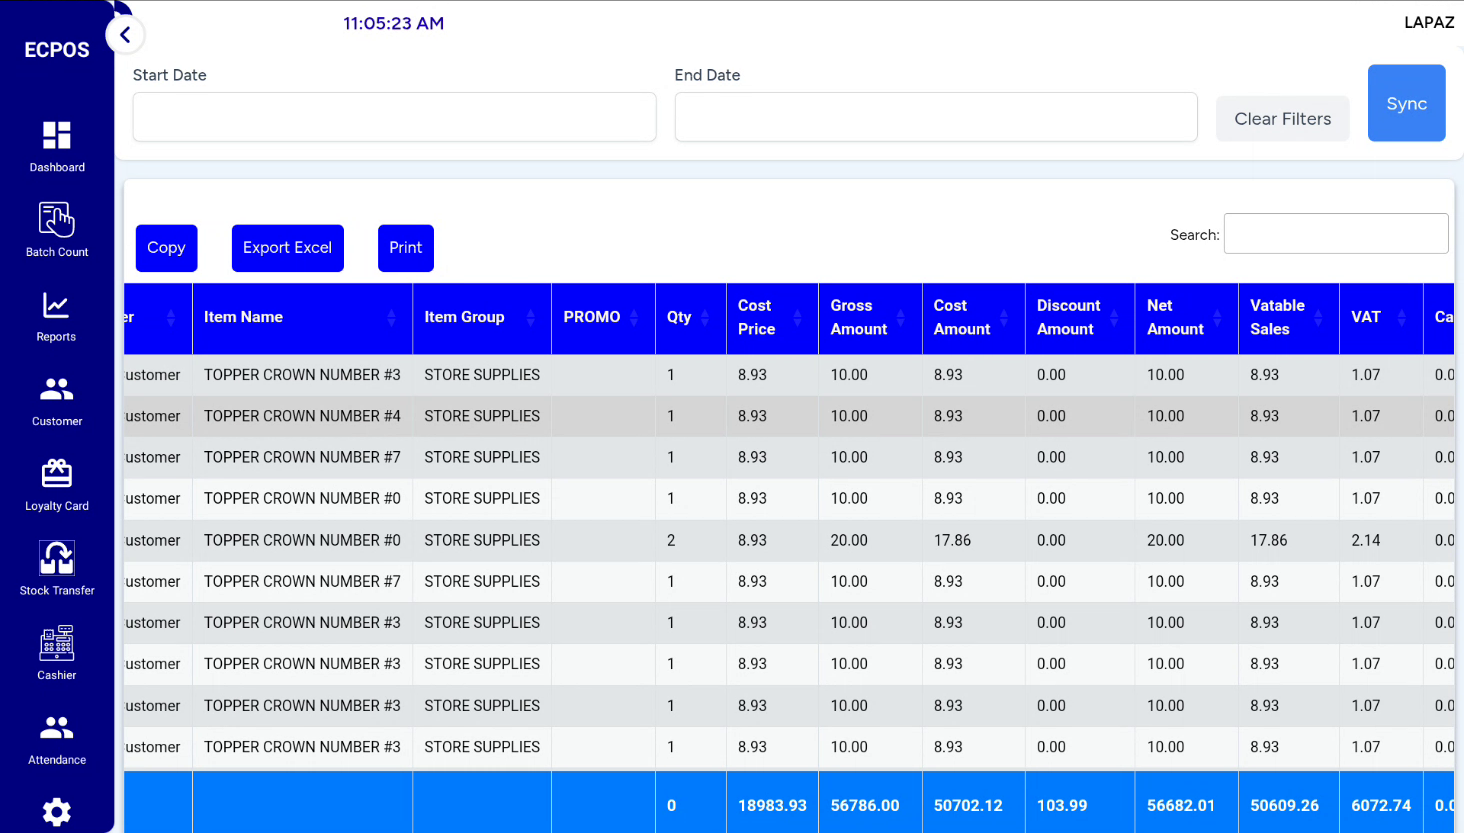 11:05:23 AM
LAPAZ
ECPOS
Dashboard
Batch Count
Reports
Customer
Loyalty Card
Stock Transfer
Cashier
Attendance
Start Date
End Date
Clear Filters
Sync
Copy
Export Excel
Print
Search:
er Item Name Item Group PROMO Qty Cost Price Gross Amount Cost Amount Discount Amount Net Amount Vatable Sales VAT Ca
ustomer TOPPER CROWN NUMBER #3 STORE SUPPLIES 1 8.93 10.00 8.93 0.00 10.00 8.93 1.07 0.0
ustomer TOPPER CROWN NUMBER #4 STORE SUPPLIES 1 8.93 10.00 8.93 0.00 10.00 8.93 1.07 0.0
ustomer TOPPER CROWN NUMBER #7 STORE SUPPLIES 1 8.93 10.00 8.93 0.00 10.00 8.93 1.07 0.0
ustomer TOPPER CROWN NUMBER #0 STORE SUPPLIES 1 8.93 10.00 8.93 0.00 10.00 8.93 1.07 0.0
ustomer TOPPER CROWN NUMBER #0 STORE SUPPLIES 2 8.93 20.00 17.86 0.00 20.00 17.86 2.14 0.0
ustomer TOPPER CROWN NUMBER #7 STORE SUPPLIES 1 8.93 10.00 8.93 0.00 10.00 8.93 1.07 0.0
ustomer TOPPER CROWN NUMBER #3 STORE SUPPLIES 1 8.93 10.00 8.93 0.00 10.00 8.93 1.07 0.0
ustomer TOPPER CROWN NUMBER #3 STORE SUPPLIES 1 8.93 10.00 8.93 0.00 10.00 8.93 1.07 0.0
ustomer TOPPER CROWN NUMBER #3 STORE SUPPLIES 1 8.93 10.00 8.93 0.00 10.00 8.93 1.07 0.0
ustomer TOPPER CROWN NUMBER #3 STORE SUPPLIES 1 8.93 10.00 8.93 0.00 10.00 8.93 1.07 0.0
0 18983.93 56786.00 50702.12 103.99 56682.01 50609.26 6072.74 0.0